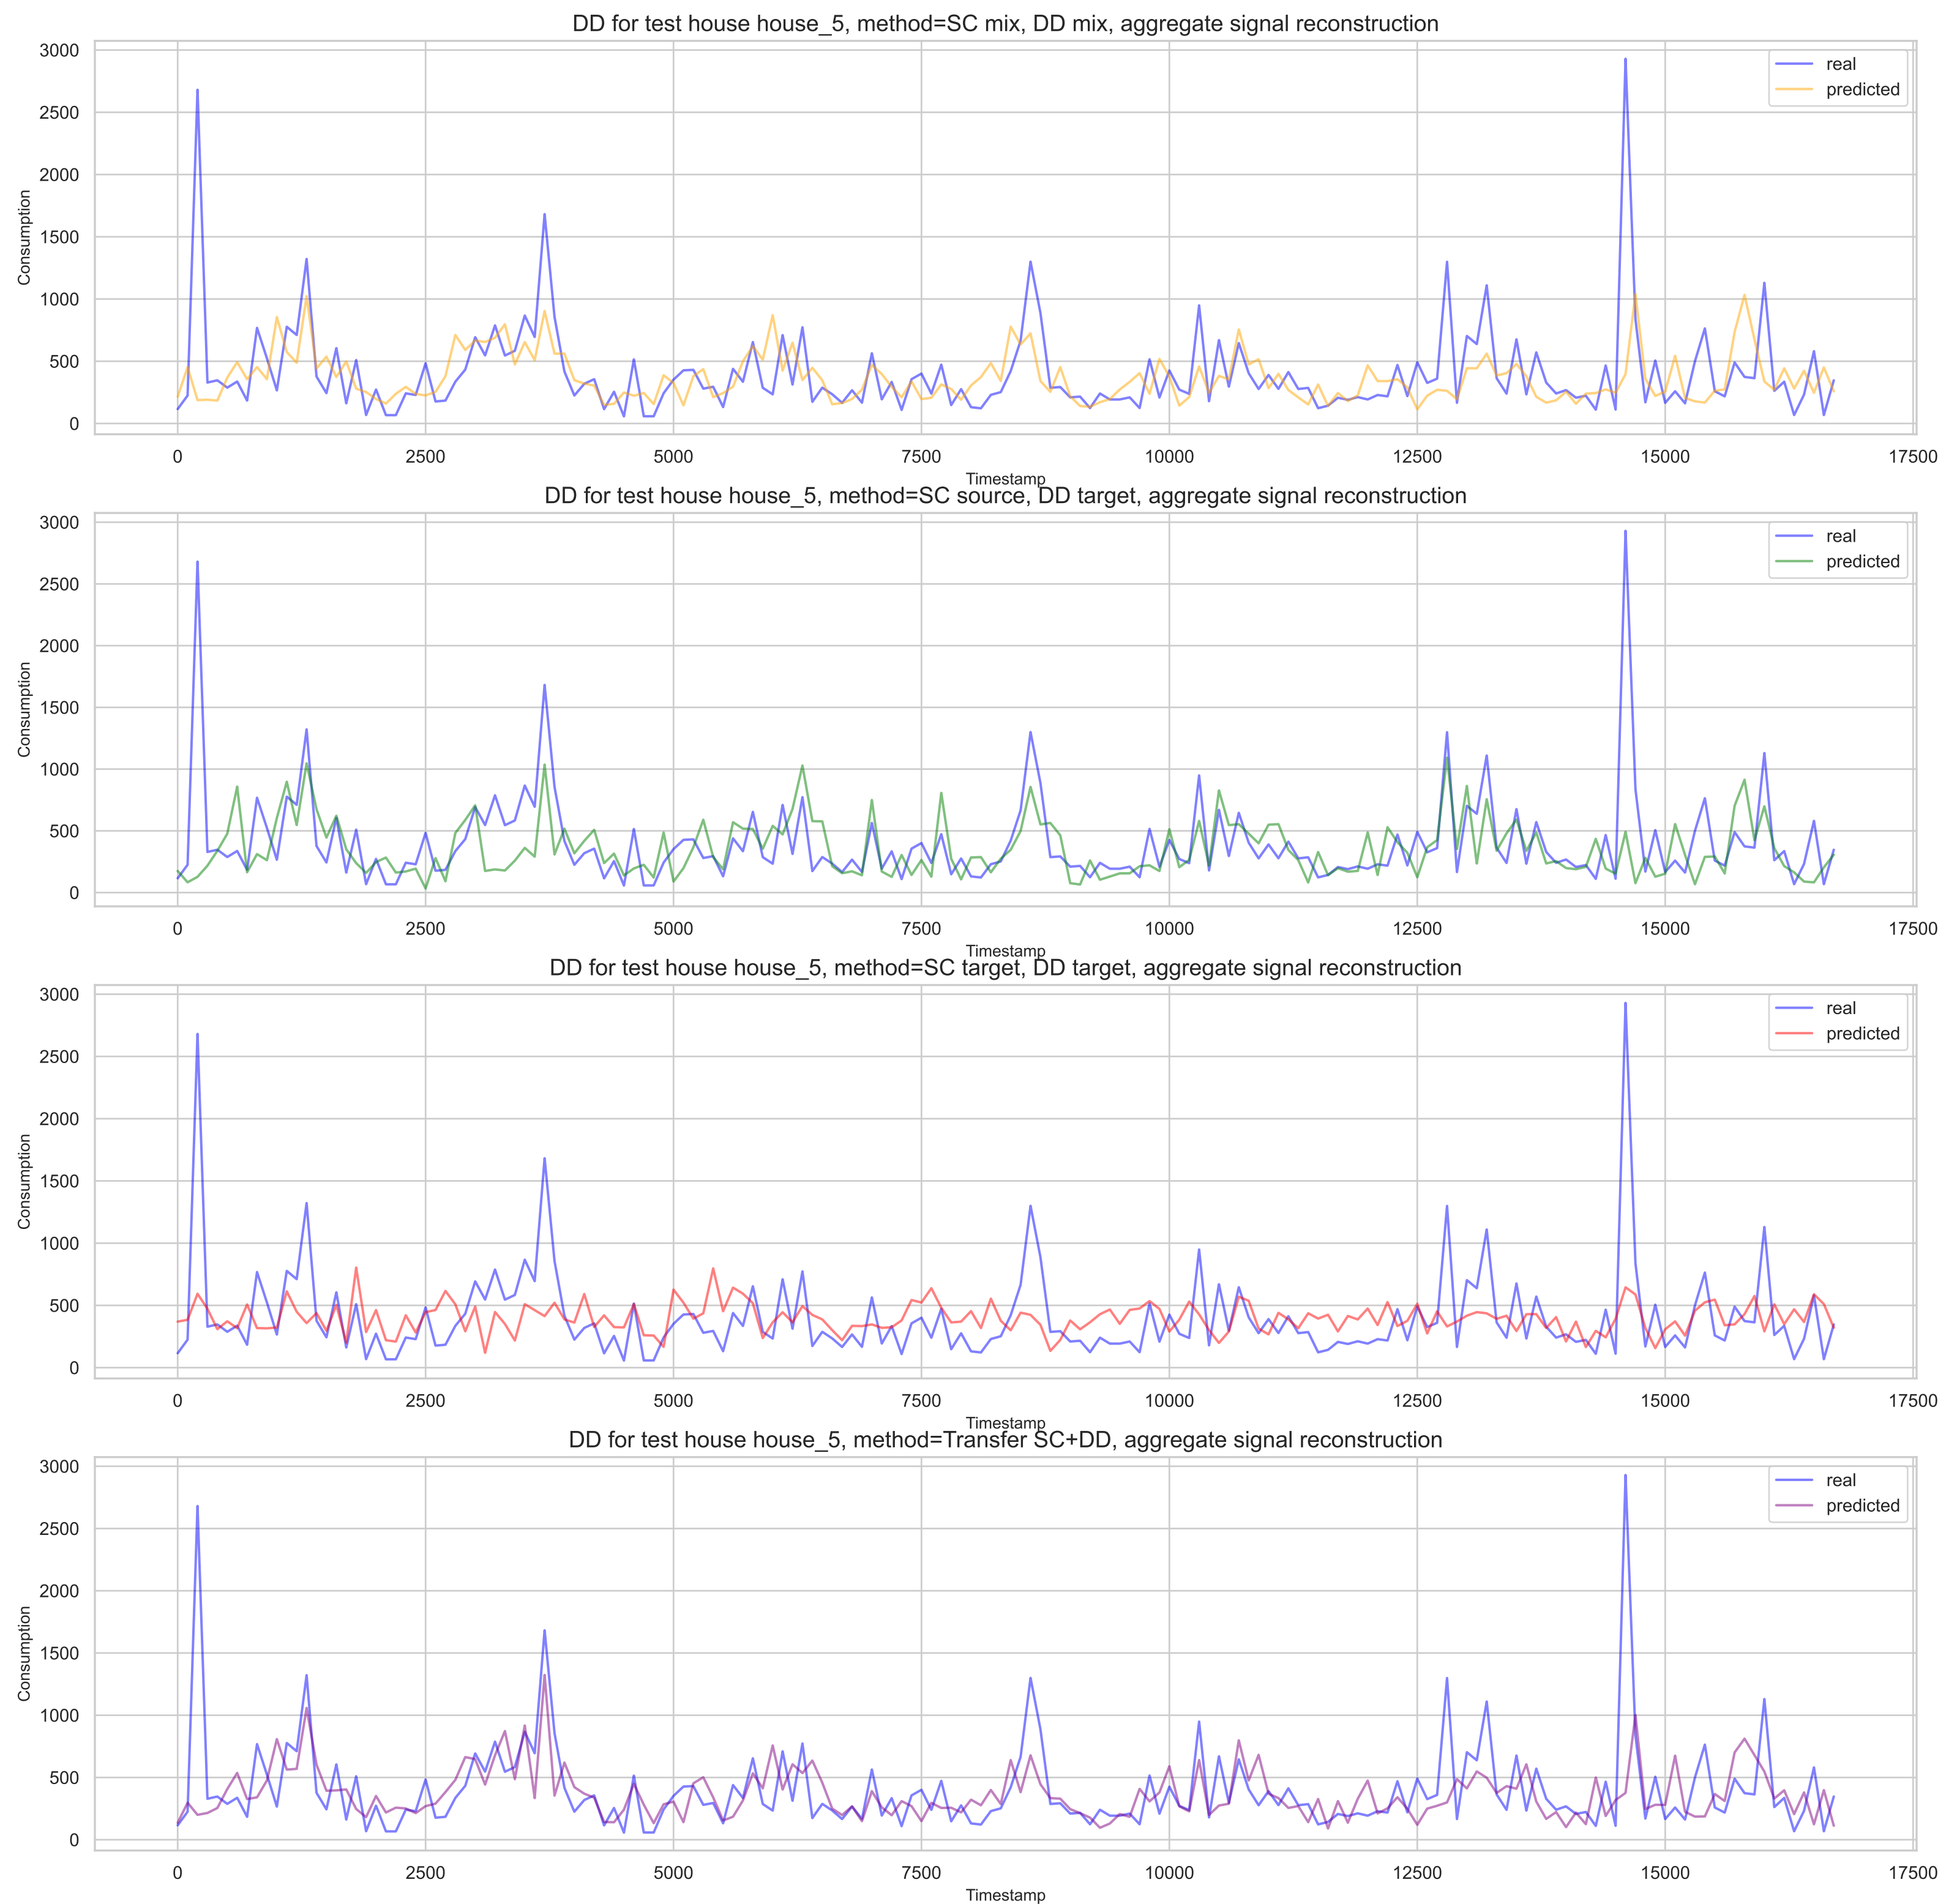 DD for test house house_5, method=SC mix, DD mix, aggregate signal reconstruction
3000
2500
2000
1500
1000
500
0
Consumption
real
predicted
0 2500 5000 7500 10000 12500 15000 17500
Timestamp
DD for test house house_5, method=SC source, DD target, aggregate signal reconstruction
3000
2500
2000
1500
1000
500
0
Consumption
real
predicted
0 2500 5000 7500 10000 12500 15000 17500
Timestamp
DD for test house house_5, method=SC target, DD target, aggregate signal reconstruction
3000
2500
2000
1500
1000
500
0
Consumption
real
predicted
0 2500 5000 7500 10000 12500 15000 17500
Timestamp
DD for test house house_5, method=Transfer SC+DD, aggregate signal reconstruction
3000
2500
2000
1500
1000
500
0
Consumption
real
predicted
0 2500 5000 7500 10000 12500 15000 17500
Timestamp